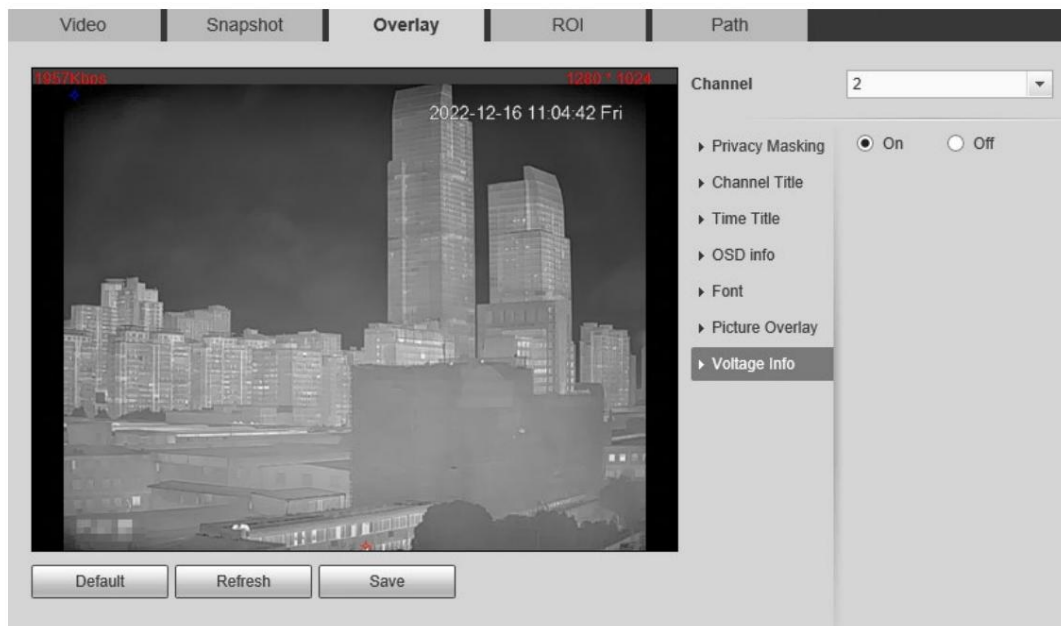 Video
Snapshot
Overlay
ROI
Path
1957Kbps
1280 * 1024
2022-12-16 11:04:42 Fri
Channel
2
Privacy Masking
On
Off
Channel Title
Time Title
OSD info
Font
Picture Overlay
Voltage Info
Default
Refresh
Save